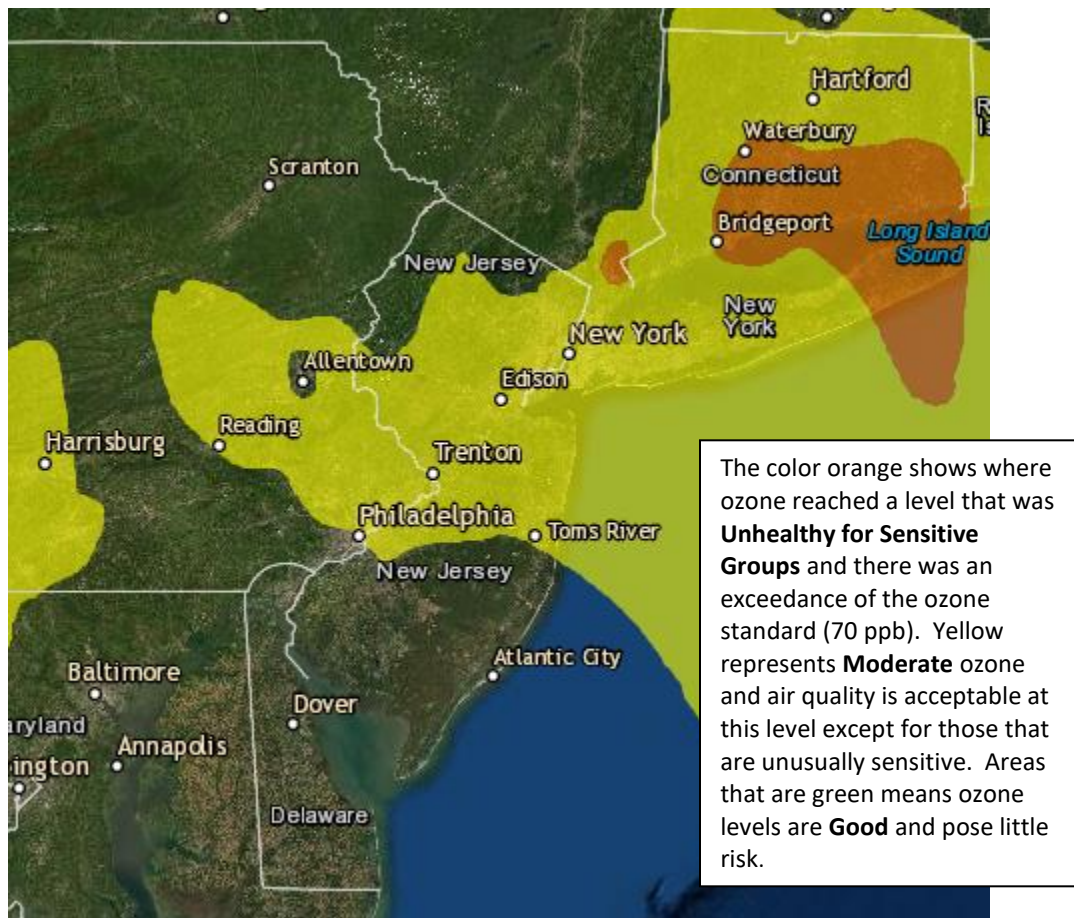 Hartford
Waterbury
Connecticut
Scranton
Bridgeport
Long Island
Sound
New Jersey
New
York
New York
Allentown
Edison
Reading
Harrisburg
Trenton
Philadelphia
Toms River
New Jersey
Atlantic City
Baltimore
aryland
Dover
Annapolis
ington
Delaware
The color orange shows where
ozone reached a level that was
Unhealthy for Sensitive
Groups and there was an
exceedance of the ozone
standard (70 ppb).  Yellow
represents Moderate ozone
and air quality is acceptable at
this level except for those that
are unusually sensitive.  Areas
that are green means ozone
levels are Good and pose little
risk.